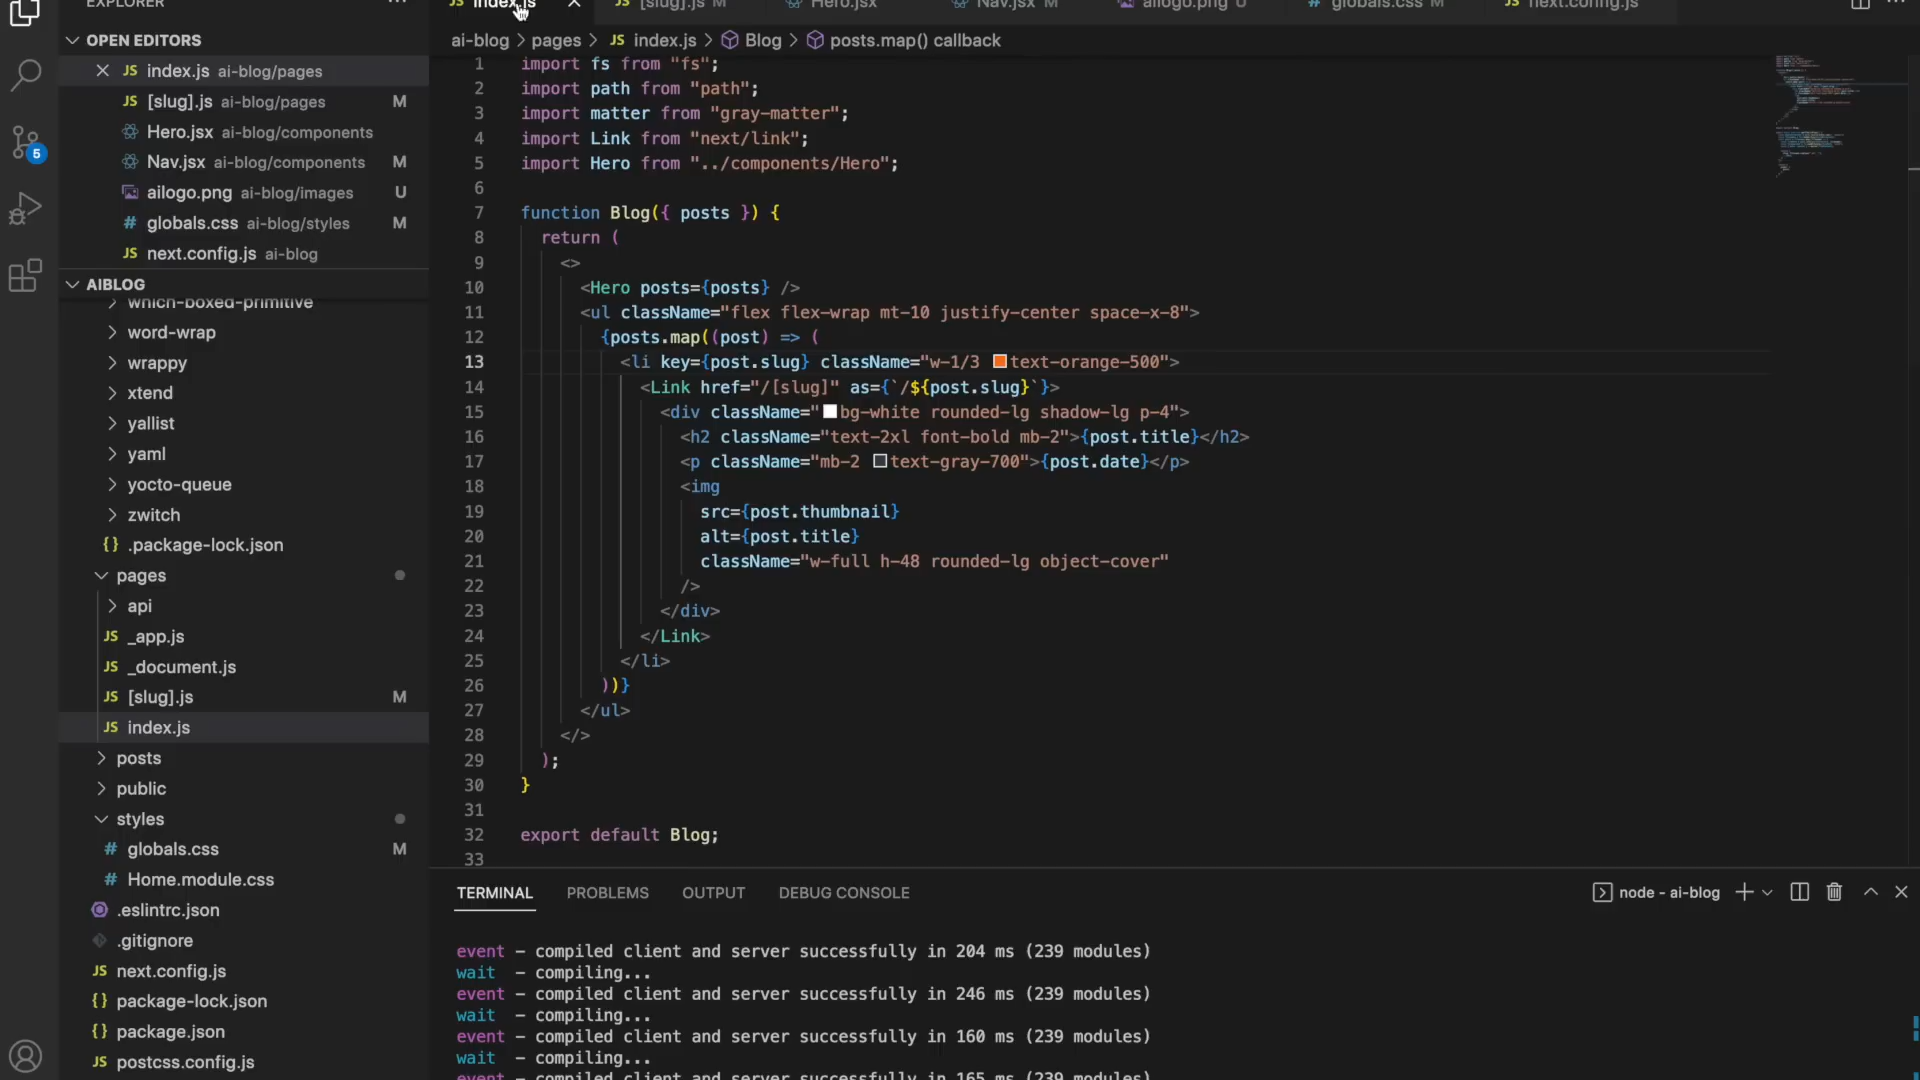 EXPLORER
OPEN EDITORS
index.js ai-blog/pages
[slug].js ai-blog/pages M
Hero.jsx ai-blog/components
Nav.jsx ai-blog/components M
ailogo.png ai-blog/images U
globals.css ai-blog/styles M
next.config.js ai-blog
AIBLOG
which-boxed-primitive
word-wrap
wrappy
xtend
yallist
yaml
yocto-queue
zwitch
.package-lock.json
pages
api
_app.js
_document.js
[slug].js M
index.js
posts
public
styles
globals.css M
Home.module.css
.eslintrc.json
.gitignore
next.config.js
package-lock.json
package.json
postcss.config.js
5
index.js [slug].js M Hero.jsx Nav.jsx M ailogo.png U globals.css M next.config.js
ai-blog > pages > JS index.js > Blog > posts.map() callback
1 import fs from "fs";
2 import path from "path";
3 import matter from "gray-matter";
4 import Link from "next/link";
5 import Hero from "../components/Hero";
6
7 function Blog({ posts }) {
8 return (
9 <>
10 <Hero posts={posts} />
11 <ul className="flex flex-wrap mt-10 justify-center space-x-8">
12 {posts.map((post) => (
13 <li key={post.slug} className="w-1/3 text-orange-500">
14 <Link href="/[slug]" as={`/${post.slug}`}>
15 <div className="bg-white rounded-lg shadow-lg p-4">
16 <h2 className="text-2xl font-bold mb-2">{post.title}</h2>
17 <p className="mb-2 text-gray-700">{post.date}</p>
18 <img
19 src={post.thumbnail}
20 alt={post.title}
21 className="w-full h-48 rounded-lg object-cover"
22 />
23 </div>
24 </Link>
25 </li>
26 ))}
27 </ul>
28 </>
29 );
30 }
31
32 export default Blog;
33
TERMINAL PROBLEMS OUTPUT DEBUG CONSOLE node - ai-blog
event - compiled client and server successfully in 204 ms (239 modules)
wait - compiling...
event - compiled client and server successfully in 246 ms (239 modules)
wait - compiling...
event - compiled client and server successfully in 160 ms (239 modules)
wait - compiling...
event - compiled client and server successfully in 165 ms (239 modules)